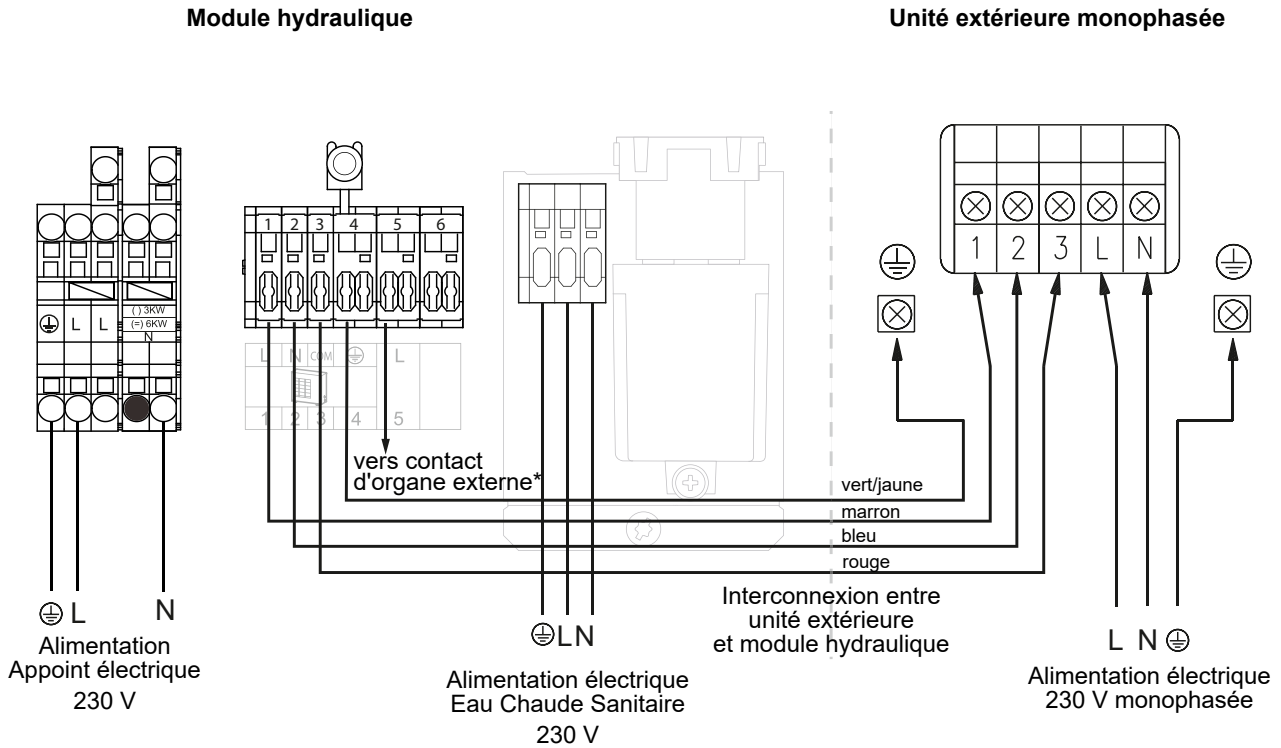 Module hydraulique
Unité extérieure monophasée
1 2 3 4 5 6
1 2 3 L N
L L
( ) 3KW
(=) 6KW
N
L N COM L
1 2 3 4 5
vers contact
d'organe externe*
vert/jaune
marron
bleu
rouge
Interconnexion entre
unité extérieure
et module hydraulique
L N
Alimentation
Appoint électrique
230 V
LN
Alimentation électrique
Eau Chaude Sanitaire
230 V
L N
Alimentation électrique
230 V monophasée